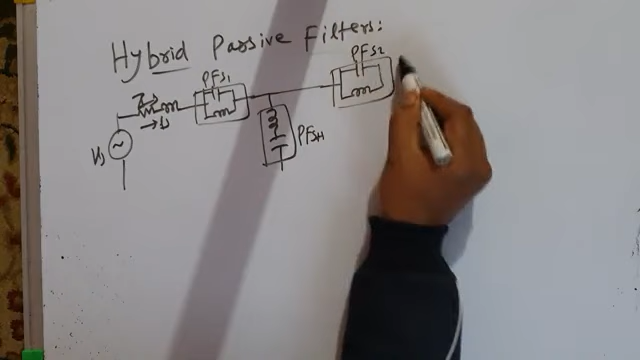 Hybrid Passive Filters:
PFS2
PFS1
Zs
is
Vs
PFSH